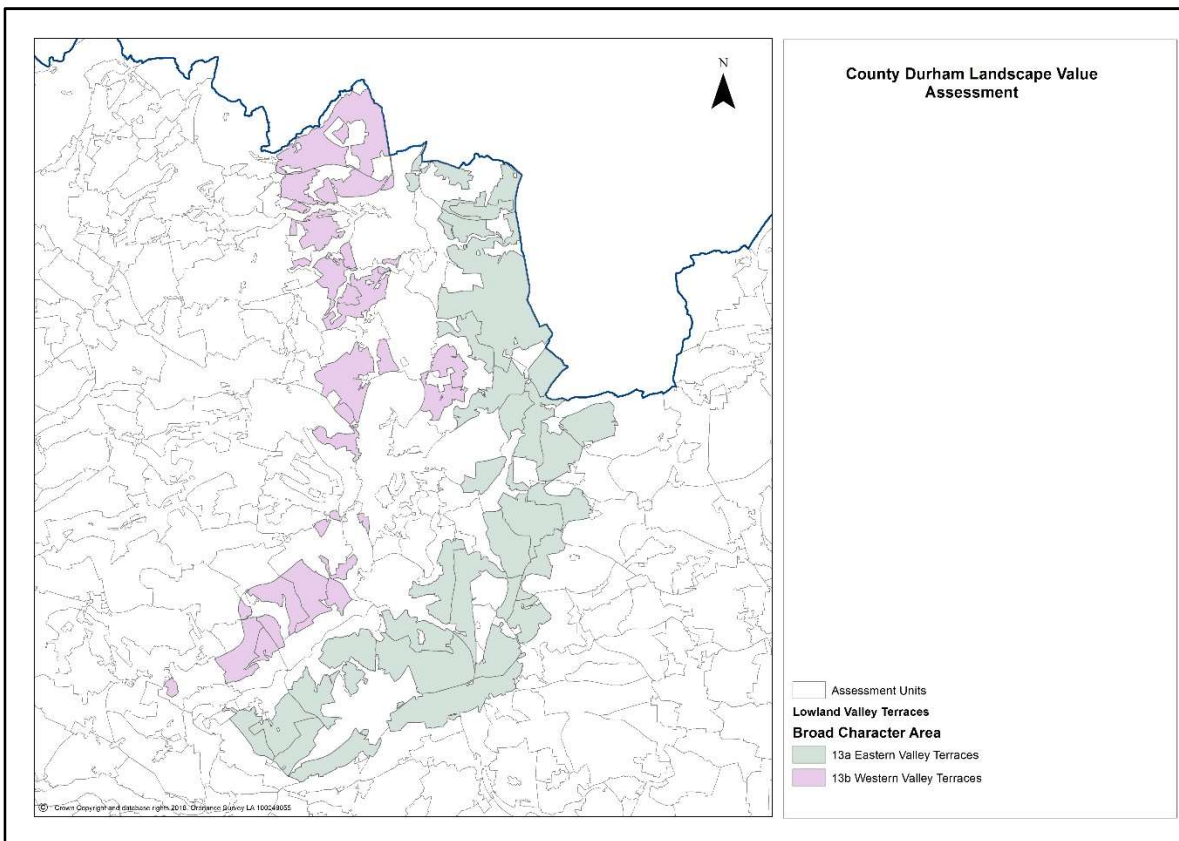 N
County Durham Landscape Value
Assessment
Assessment Units
Lowland Valley Terraces
Broad Character Area
13a Eastern Valley Terraces
13b Western Valley Terraces
© Crown Copyright and database rights 2018. Ordnance Survey LA 100049055